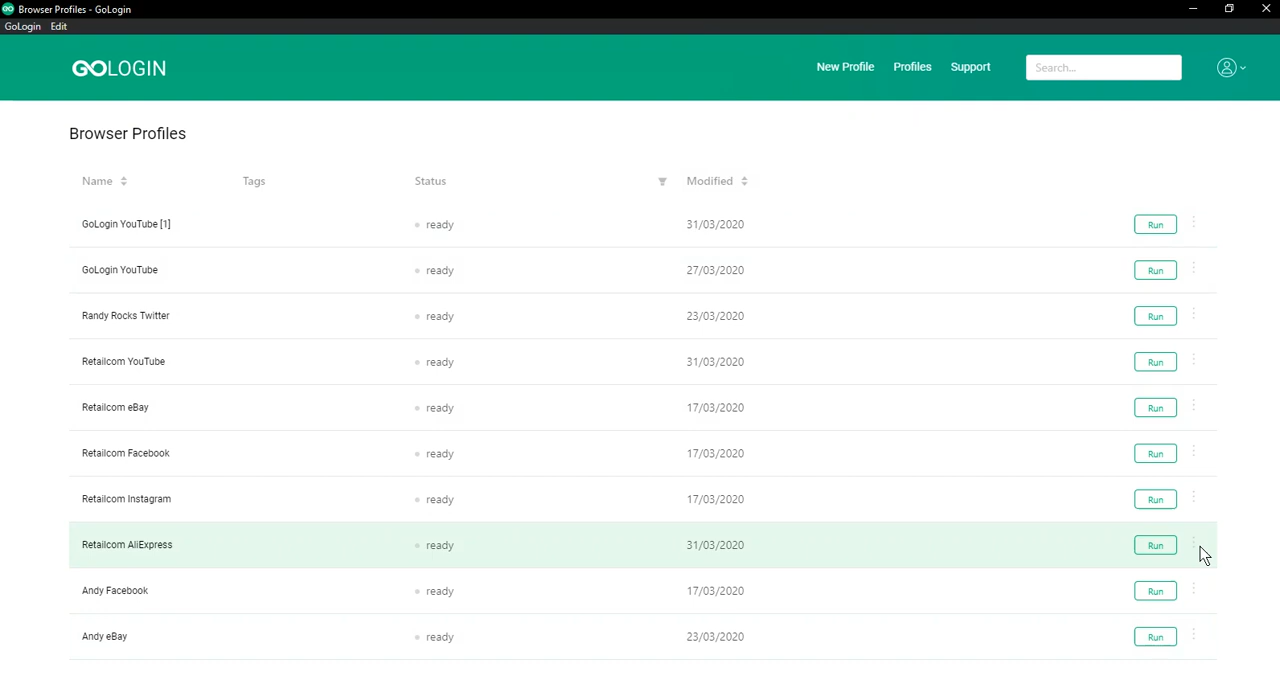 Browser Profiles - GoLogin
GoLogin Edit
GOLOGIN New Profile Profiles Support Search...
Browser Profiles
Name Tags Status Modified
GoLogin YouTube [1] ready 31/03/2020 Run
GoLogin YouTube ready 27/03/2020 Run
Randy Rocks Twitter ready 23/03/2020 Run
Retailcom YouTube ready 31/03/2020 Run
Retailcom eBay ready 17/03/2020 Run
Retailcom Facebook ready 17/03/2020 Run
Retailcom Instagram ready 17/03/2020 Run
Retailcom AliExpress ready 31/03/2020 Run
Andy Facebook ready 17/03/2020 Run
Andy eBay ready 23/03/2020 Run